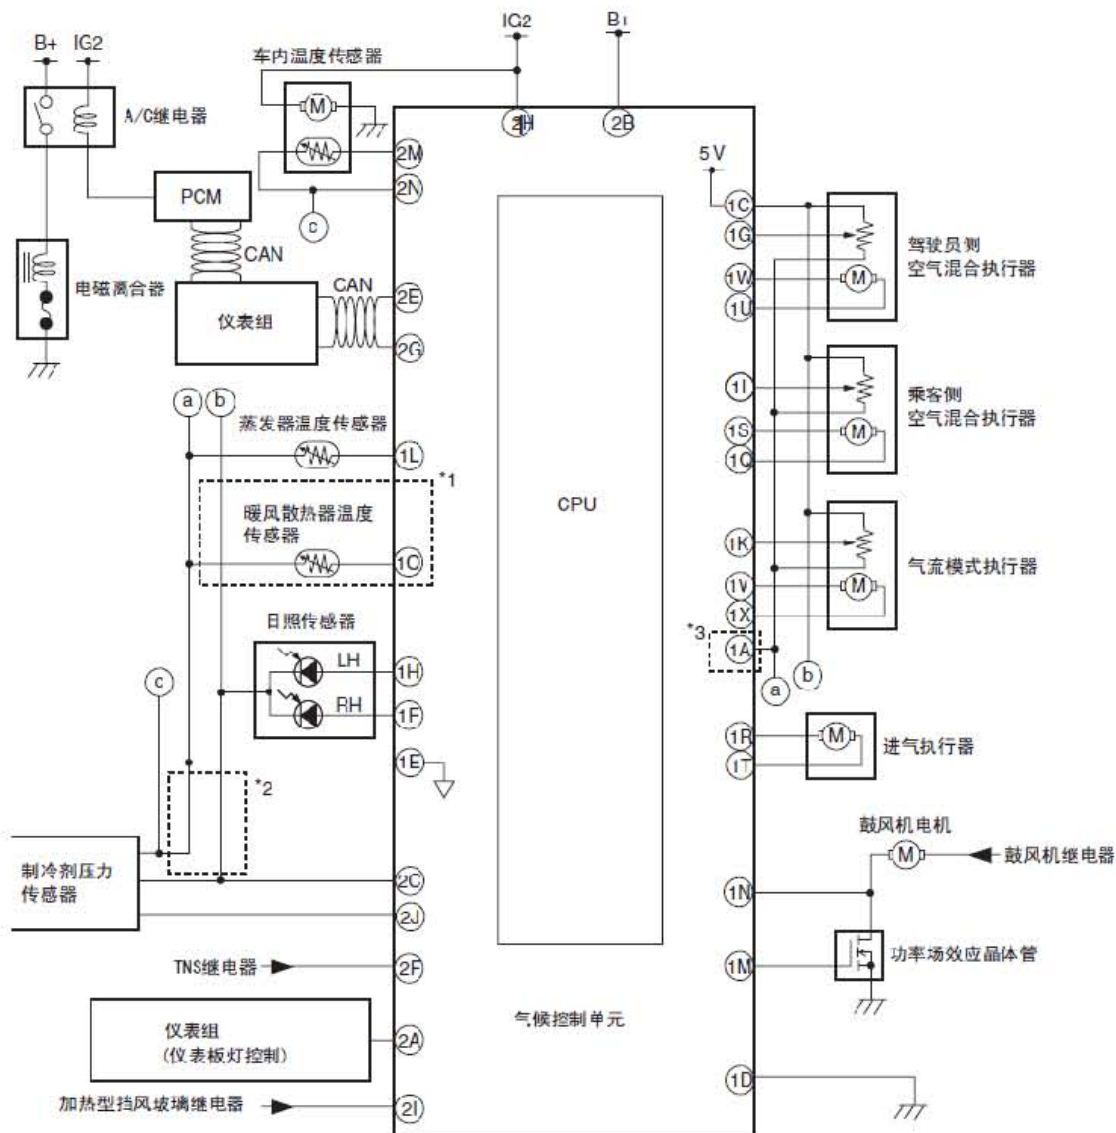 IG2
B+
B+
IG2
车内温度传感器
A/C继电器
M
2H
2B
2M
5V
PCM
2N
1C
c
1G
驾驶员侧
空气混合执行器
CAN
电磁离合器
CAN
1W
M
1U
仪表组
2E
2G
1I
乘客侧
空气混合执行器
a
b
蒸发器温度传感器
1S
M
1L
1Q
*1
暖风散热器温度
传感器
CPU
1K
气流模式执行器
1O
1V
M
1X
日照传感器
*3
1A
LH
1H
c
a
b
RH
1F
1R
M
进气执行器
1E
1T
*2
鼓风机电机
M
鼓风机继电器
制冷剂压力
传感器
2C
1N
2J
功率场效应晶体管
TNS继电器
2F
1M
仪表组
(仪表板灯控制)
2A
气候控制单元
1D
加热型挡风玻璃继电器
2I